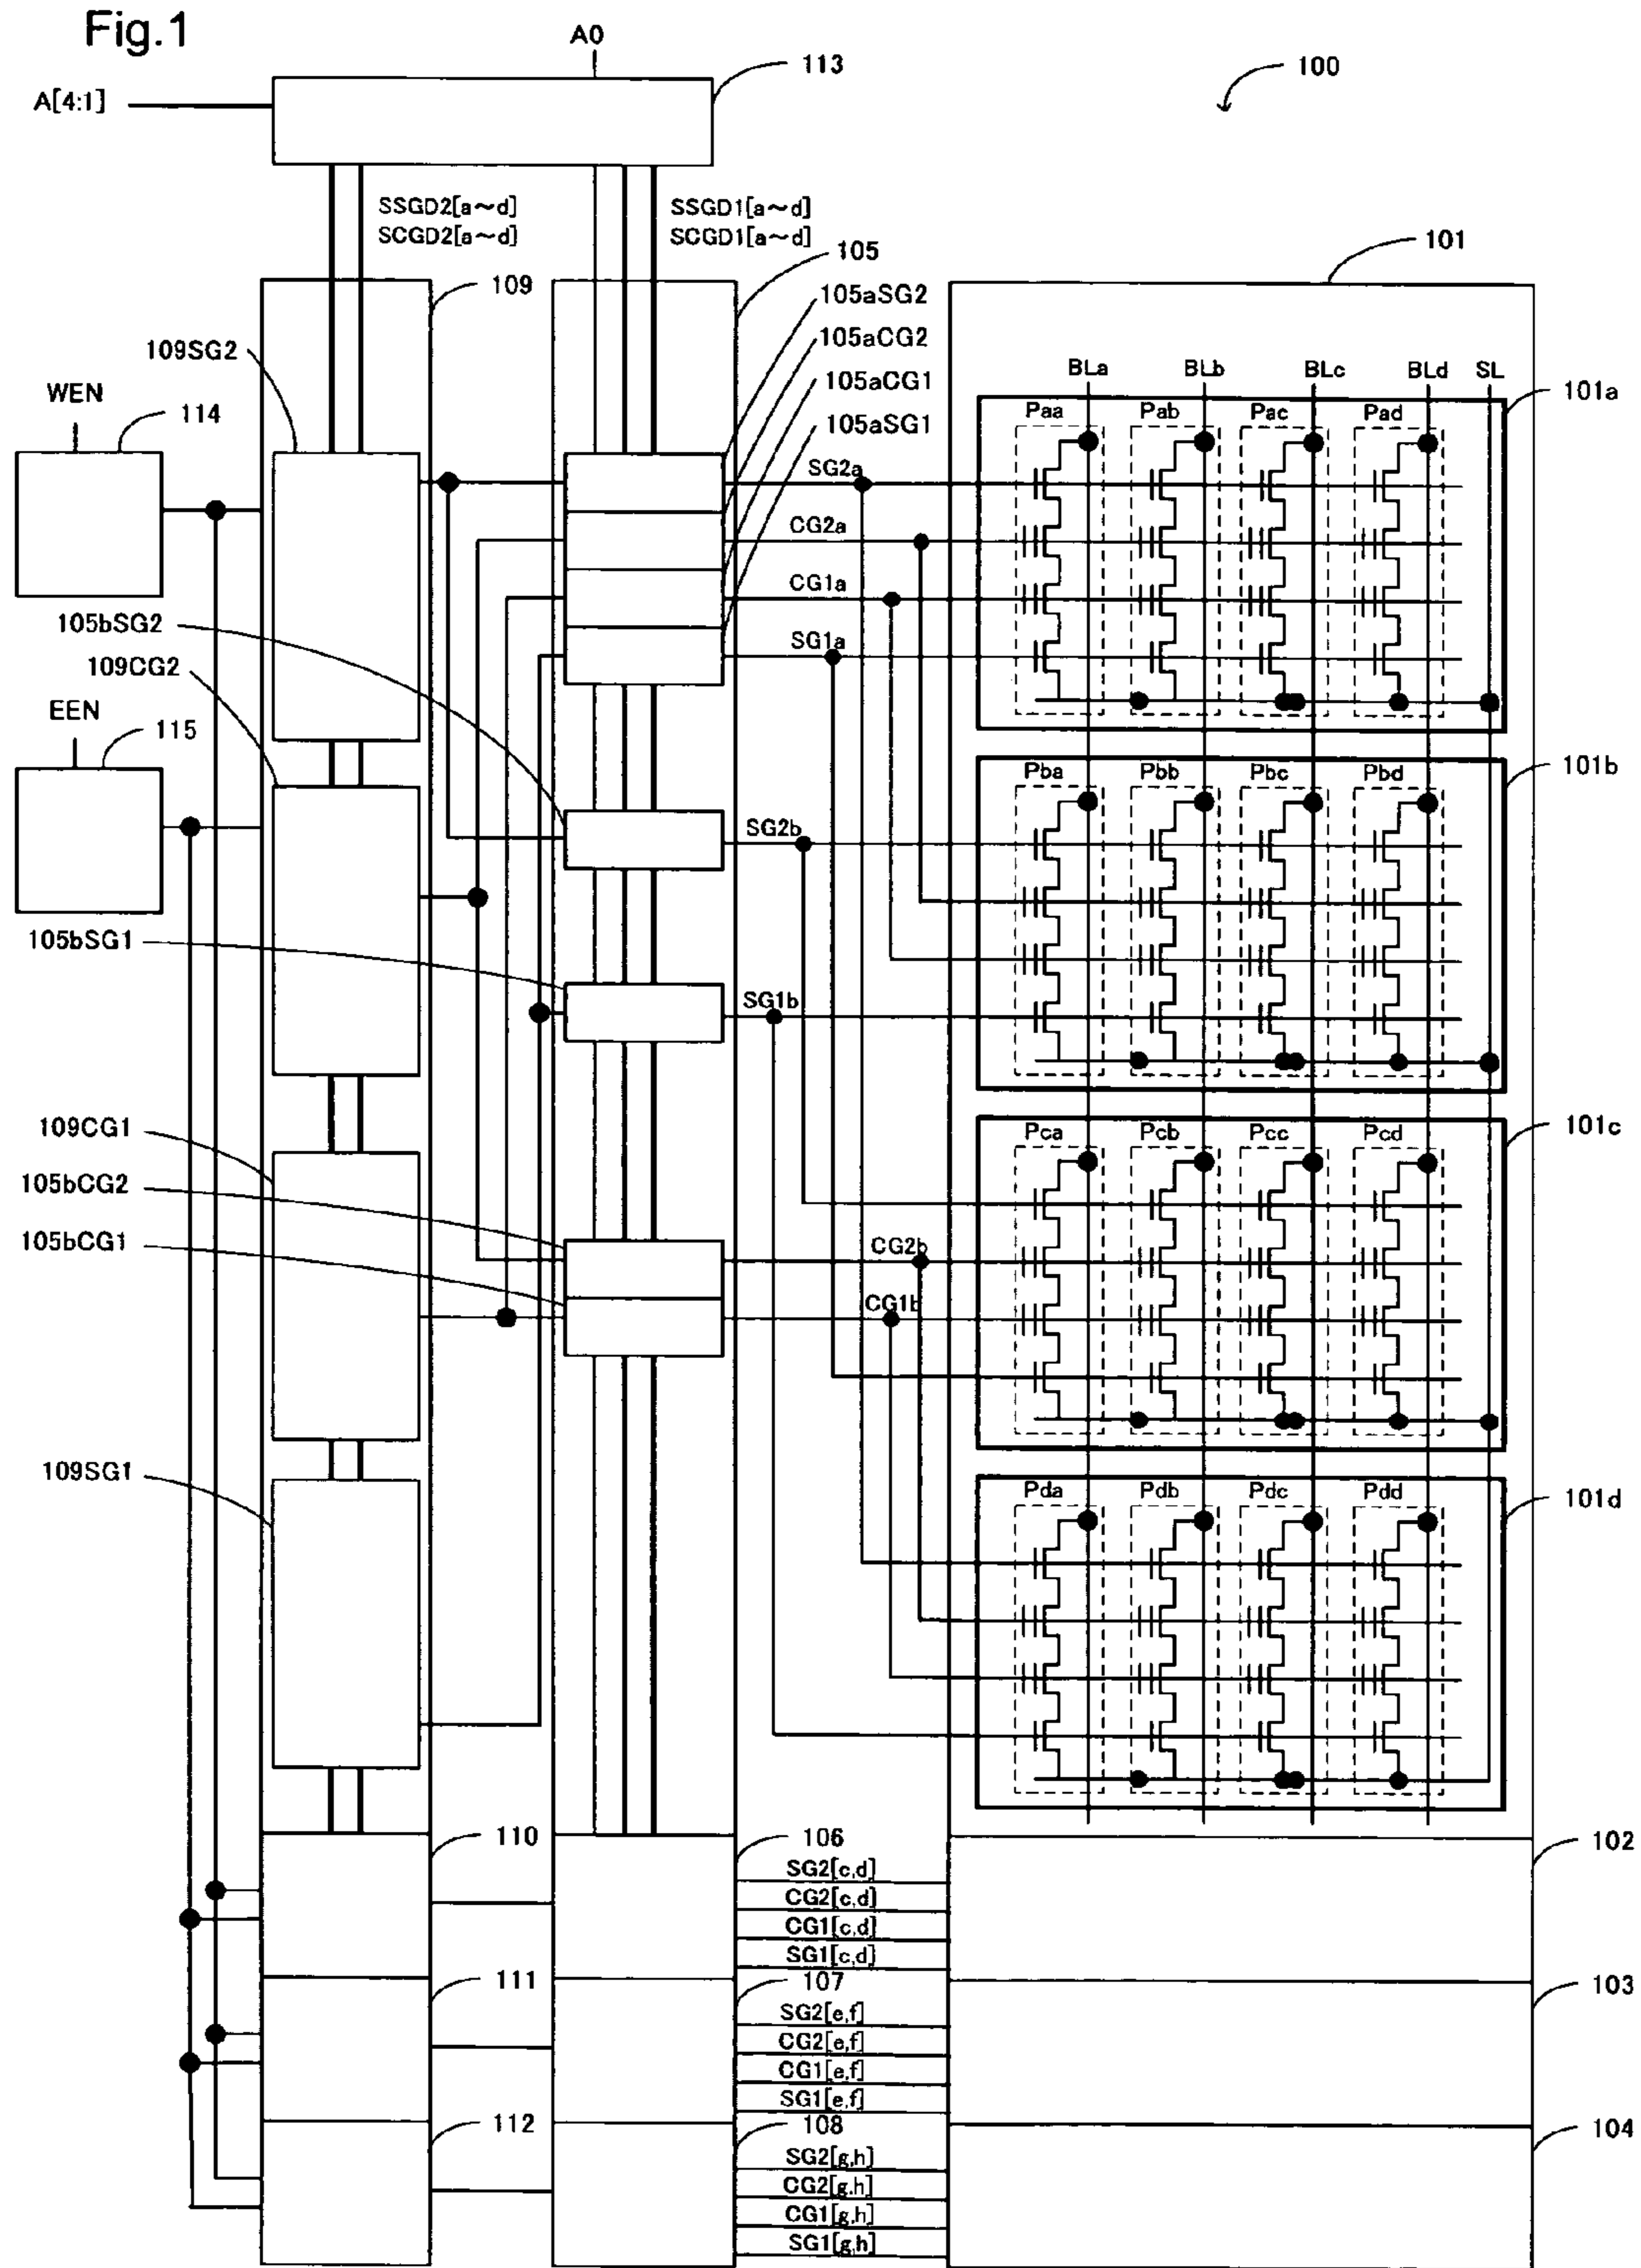 Fig.1
A0
113
100
A[4:1]
SSGD2[a~d]
SCGD2[a~d]
SSGD1[a~d]
SCGD1[a~d]
101
105
109
105aSG2
105aCG2
105aCG1
105aSG1
109SG2
WEN
114
BLa
BLb
BLc
BLd
SL
101a
Paa
Pab
Pac
Pad
SG2a
CG2a
CG1a
SG1a
105bSG2
109CG2
EEN
115
101b
Pba
Pbb
Pbc
Pbd
SG2b
105bSG1
SG1b
109CG1
101c
Pca
Pcb
Pcc
Pcd
105bCG2
105bCG1
CG2b
CG1b
109SG1
101d
Pda
Pdb
Pdc
Pdd
110
106
102
SG2[c,d]
CG2[c,d]
CG1[c,d]
SG1[c,d]
111
107
103
SG2[e,f]
CG2[e,f]
CG1[e,f]
SG1[e,f]
112
108
104
SG2[g,h]
CG2[g,h]
CG1[g,h]
SG1[g,h]